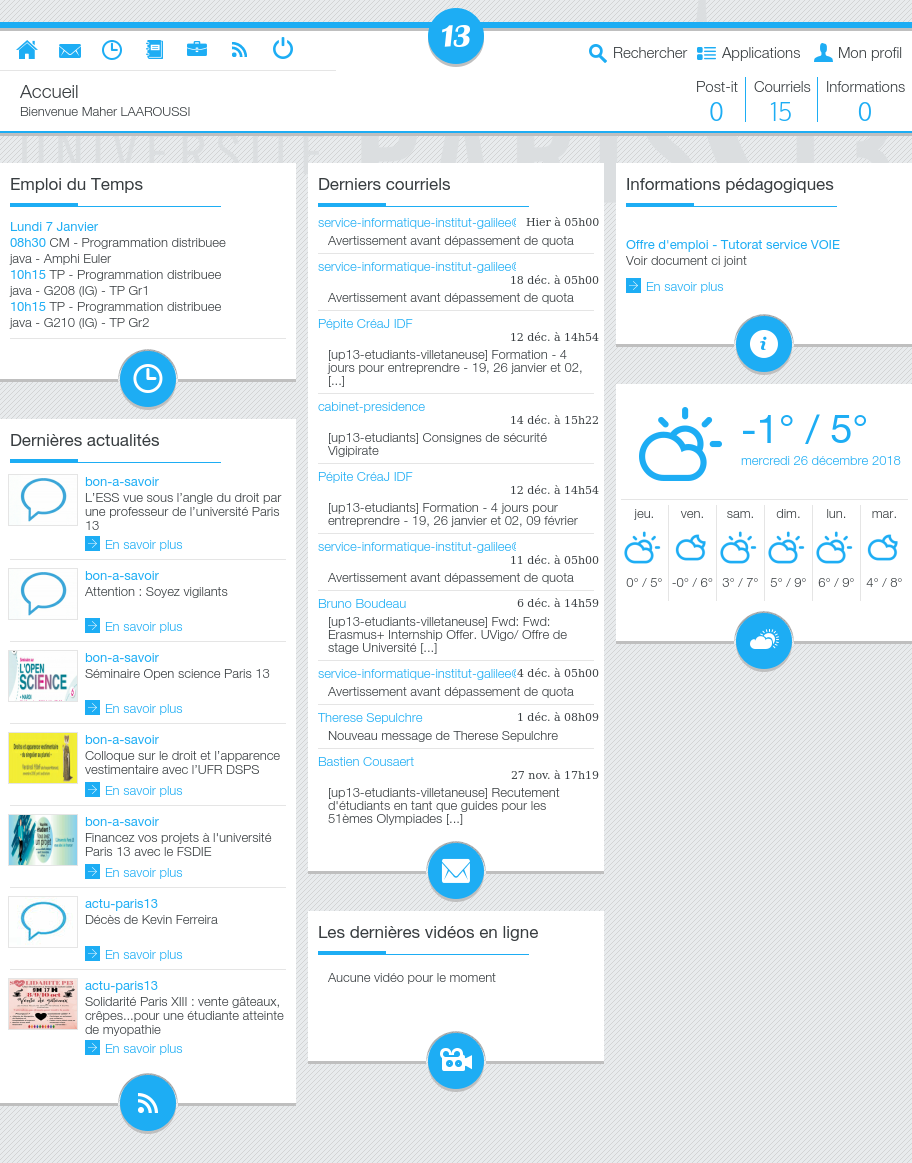 13
Rechercher
Applications
Mon profil
Accueil
Bienvenue Maher LAAROUSSI
Post-it
0
Courriels
15
Informations
0
UNIVERSITÉ PARIS 13
Emploi du Temps
Lundi 7 Janvier
08h30 CM - Programmation distribuee
java - Amphi Euler
10h15 TP - Programmation distribuee
java - G208 (IG) - TP Gr1
10h15 TP - Programmation distribuee
java - G210 (IG) - TP Gr2
Dernières actualités
bon-a-savoir
L'ESS vue sous l'angle du droit par
une professeur de l'université Paris
13
En savoir plus
bon-a-savoir
Attention : Soyez vigilants
En savoir plus
L'OPEN
SCIENCE
bon-a-savoir
Séminaire Open science Paris 13
En savoir plus
bon-a-savoir
Colloque sur le droit et l'apparence
vestimentaire avec l'UFR DSPS
En savoir plus
bon-a-savoir
Financez vos projets à l'université
Paris 13 avec le FSDIE
En savoir plus
actu-paris13
Décès de Kevin Ferreira
En savoir plus
SOLIDARITE P13
9H 17 H
8/9/10 oct
Vente de gâteaux
actu-paris13
Solidarité Paris XIII : vente gâteaux,
crêpes...pour une étudiante atteinte
de myopathie
En savoir plus
Derniers courriels
service-informatique-institut-galilee@ Hier à 05h00
Avertissement avant dépassement de quota
service-informatique-institut-galilee@
18 déc. à 05h00
Avertissement avant dépassement de quota
Pépite CréaJ IDF
12 déc. à 14h54
[up13-etudiants-villetaneuse] Formation - 4
jours pour entreprendre - 19, 26 janvier et 02,
[...]
cabinet-presidence
14 déc. à 15h22
[up13-etudiants] Consignes de sécurité
Vigipirate
Pépite CréaJ IDF
12 déc. à 14h54
[up13-etudiants] Formation - 4 jours pour
entreprendre - 19, 26 janvier et 02, 09 février
service-informatique-institut-galilee@
11 déc. à 05h00
Avertissement avant dépassement de quota
Bruno Boudeau 6 déc. à 14h59
[up13-etudiants-villetaneuse] Fwd: Fwd:
Erasmus+ Internship Offer. UVigo/ Offre de
stage Université [...]
service-informatique-institut-galilee@ 4 déc. à 05h00
Avertissement avant dépassement de quota
Therese Sepulchre 1 déc. à 08h09
Nouveau message de Therese Sepulchre
Bastien Cousaert
27 nov. à 17h19
[up13-etudiants-villetaneuse] Recutement
d'étudiants en tant que guides pour les
51èmes Olympiades [...]
Les dernières vidéos en ligne
Aucune vidéo pour le moment
Informations pédagogiques
Offre d'emploi - Tutorat service VOIE
Voir document ci joint
En savoir plus
-1° / 5°
mercredi 26 décembre 2018
jeu. ven. sam. dim. lun. mar.
0° / 5° -0° / 6° 3° / 7° 5° / 9° 6° / 9° 4° / 8°